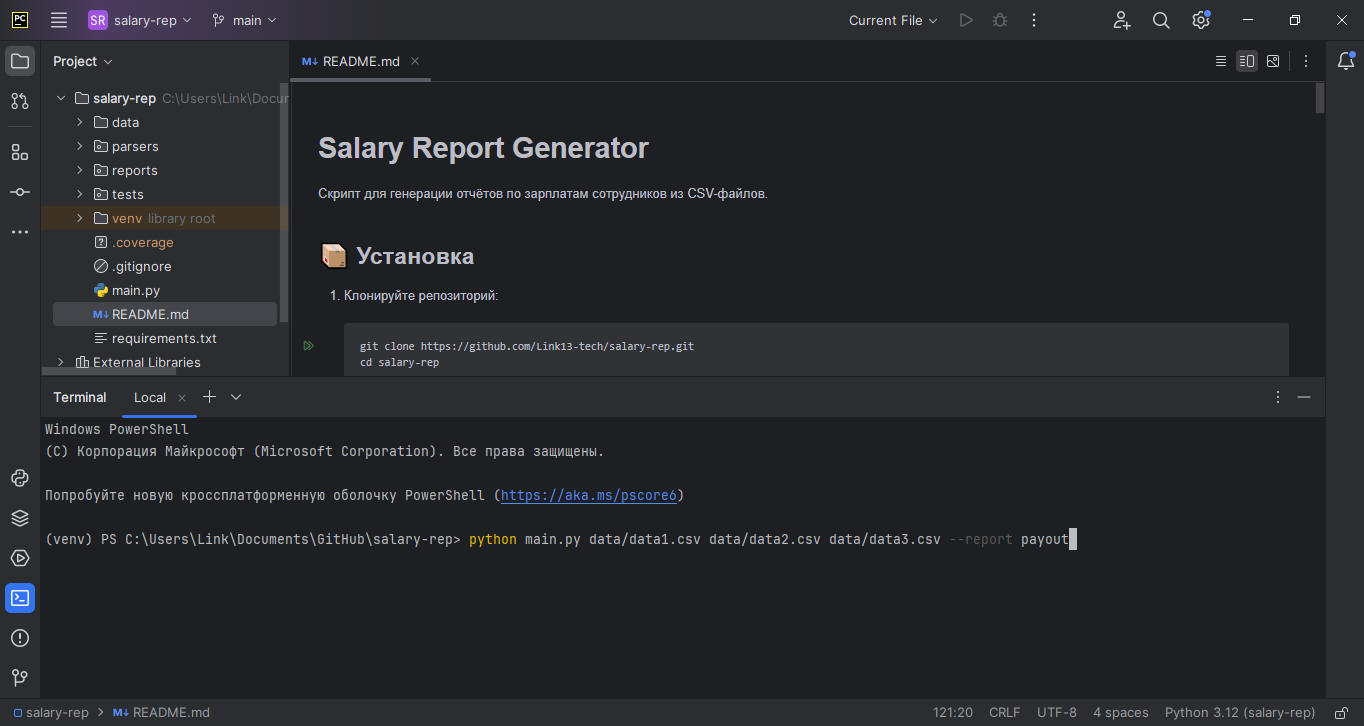 PC SR salary-rep main Current File
Project
README.md
salary-rep C:\Users\Link\Docur
data
parsers
reports
tests
venv library root
.coverage
.gitignore
main.py
README.md
requirements.txt
External Libraries
Salary Report Generator
Скрипт для генерации отчётов по зарплатам сотрудников из CSV-файлов.
Установка
1. Клонируйте репозиторий:
git clone https://github.com/Link13-tech/salary-rep.git
cd salary-rep
Terminal Local
Windows PowerShell
(C) Корпорация Майкрософт (Microsoft Corporation). Все права защищены.
Попробуйте новую кроссплатформенную оболочку PowerShell (https://aka.ms/pscore6)
(venv) PS C:\Users\Link\Documents\GitHub\salary-rep> python main.py data/data1.csv data/data2.csv data/data3.csv --report payout
salary-rep > M↓ README.md 121:20 CRLF UTF-8 4 spaces Python 3.12 (salary-rep)